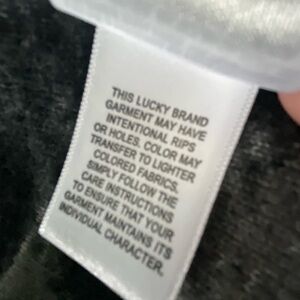 THIS LUCKY BRAND
GARMENT MAY HAVE
INTENTIONAL RIPS
OR HOLES. COLOR MAY
TRANSFER TO LIGHTER
COLORED FABRICS.
SIMPLY FOLLOW THE
CARE INSTRUCTIONS
TO ENSURE THAT YOUR
GARMENT MAINTAINS ITS
INDIVIDUAL CHARACTER.